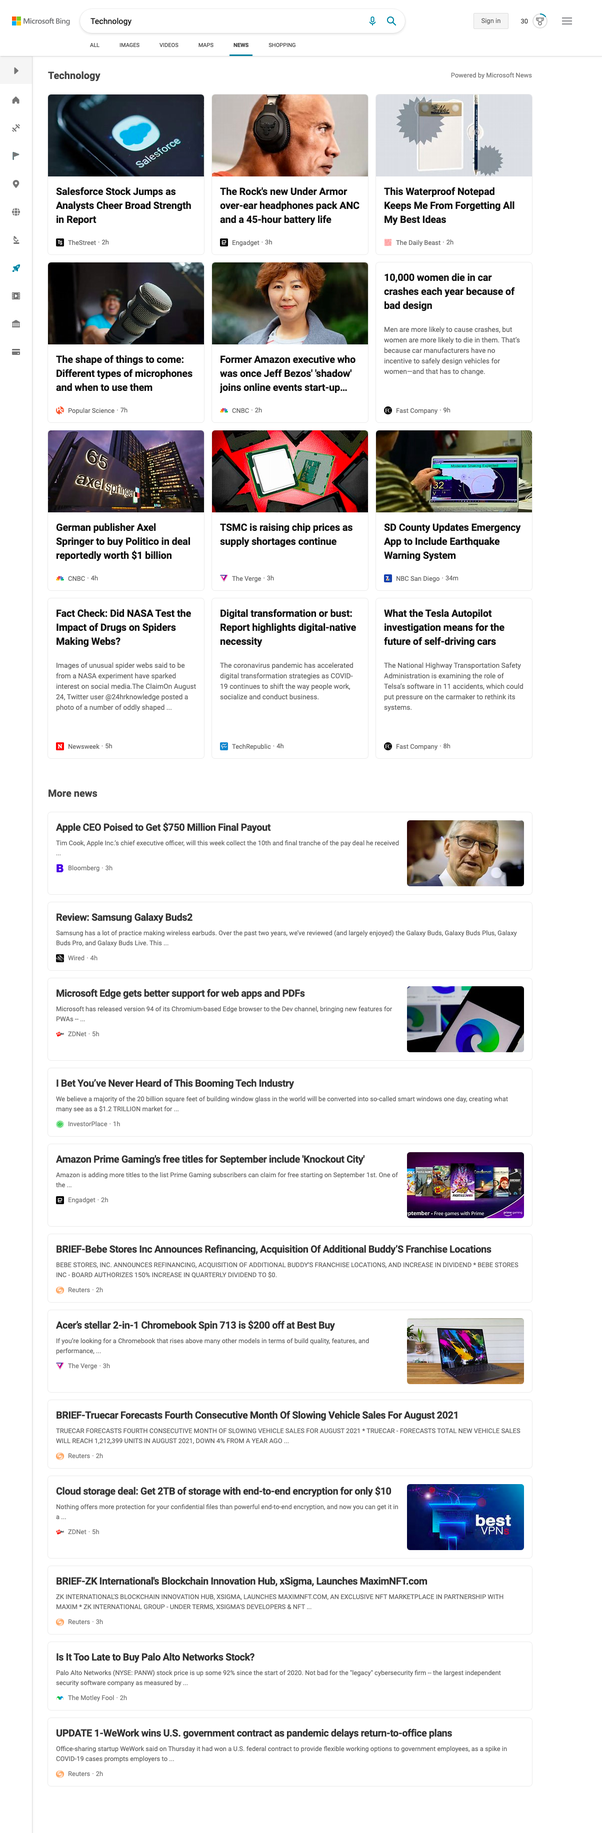 Microsoft Bing
Technology
Sign in
30
ALL
IMAGES
VIDEOS
MAPS
NEWS
SHOPPING
Technology
Powered by Microsoft News
Salesforce
Salesforce Stock Jumps as
Analysts Cheer Broad Strength
in Report
TheStreet · 2h
The Rock's new Under Armor
over-ear headphones pack ANC
and a 45-hour battery life
Engadget · 3h
This Waterproof Notepad
Keeps Me From Forgetting All
My Best Ideas
The Daily Beast · 2h
The shape of things to come:
Different types of microphones
and when to use them
Popular Science · 7h
Former Amazon executive who
was once Jeff Bezos' 'shadow'
joins online events start-up...
CNBC · 2h
10,000 women die in car
crashes each year because of
bad design
Men are more likely to cause crashes, but
women are more likely to die in them. That's
because car manufacturers have no
incentive to safely design vehicles for
women—and that has to change.
Fast Company · 9h
65
axel springer
German publisher Axel
Springer to buy Politico in deal
reportedly worth $1 billion
CNBC · 4h
TSMC is raising chip prices as
supply shortages continue
The Verge · 3h
32
SD County Updates Emergency
App to Include Earthquake
Warning System
NBC San Diego · 34m
Fact Check: Did NASA Test the
Impact of Drugs on Spiders
Making Webs?
Images of unusual spider webs said to be
from a NASA experiment have sparked
interest on social media.The ClaimOn August
24, Twitter user @24hrknowledge posted a
photo of a number of oddly shaped ...
Newsweek · 5h
Digital transformation or bust:
Report highlights digital-native
necessity
The coronavirus pandemic has accelerated
digital transformation strategies as COVID-
19 continues to shift the way people work,
socialize and conduct business.
TechRepublic · 4h
What the Tesla Autopilot
investigation means for the
future of self-driving cars
The National Highway Transportation Safety
Administration is examining the role of
Telsa's software in 11 accidents, which could
put pressure on the carmaker to rethink its
systems.
Fast Company · 8h
More news
Apple CEO Poised to Get $750 Million Final Payout
Tim Cook, Apple Inc.'s chief executive officer, will this week collect the 10th and final tranche of the pay deal he received
...
Bloomberg · 3h
Review: Samsung Galaxy Buds2
Samsung has a lot of practice making wireless earbuds. Over the past two years, we've reviewed (and largely enjoyed) the Galaxy Buds, Galaxy Buds Plus, Galaxy
Buds Pro, and Galaxy Buds Live. This ...
Wired · 4h
Microsoft Edge gets better support for web apps and PDFs
Microsoft has released version 94 of its Chromium-based Edge browser to the Dev channel, bringing new features for
PWAs -- ...
ZDNet · 5h
I Bet You've Never Heard of This Booming Tech Industry
We believe a majority of the 20 billion square feet of building window glass in the world will be converted into so-called smart windows one day, creating what
many see as a $1.2 TRILLION market for ...
InvestorPlace · 1h
Amazon Prime Gaming's free titles for September include 'Knockout City'
Amazon is adding more titles to the list Prime Gaming subscribers can claim for free starting on September 1st. One of
the ...
Engadget · 2h
ptember • Free games with Prime
BRIEF-Bebe Stores Inc Announces Refinancing, Acquisition Of Additional Buddy'S Franchise Locations
BEBE STORES, INC. ANNOUNCES REFINANCING, ACQUISITION OF ADDITIONAL BUDDY'S FRANCHISE LOCATIONS, AND INCREASE IN DIVIDEND * BEBE STORES
INC - BOARD AUTHORIZES 150% INCREASE IN QUARTERLY DIVIDEND TO $0.
Reuters · 2h
Acer's stellar 2-in-1 Chromebook Spin 713 is $200 off at Best Buy
If you're looking for a Chromebook that rises above many other models in terms of build quality, features, and
performance, ...
The Verge · 3h
BRIEF-Truecar Forecasts Fourth Consecutive Month Of Slowing Vehicle Sales For August 2021
TRUECAR FORECASTS FOURTH CONSECUTIVE MONTH OF SLOWING VEHICLE SALES FOR AUGUST 2021 * TRUECAR - FORECASTS TOTAL NEW VEHICLE SALES
WILL REACH 1,212,399 UNITS IN AUGUST 2021, DOWN 4% FROM A YEAR AGO ...
Reuters · 2h
Cloud storage deal: Get 2TB of storage with end-to-end encryption for only $10
Nothing offers more protection for your confidential files than powerful end-to-end encryption, and now you can get it in
a ...
ZDNet · 5h
best
VPNs
BRIEF-ZK International's Blockchain Innovation Hub, xSigma, Launches MaximNFT.com
ZK INTERNATIONAL'S BLOCKCHAIN INNOVATION HUB, XSIGMA, LAUNCHES MAXIMNFT.COM, AN EXCLUSIVE NFT MARKETPLACE IN PARTNERSHIP WITH
MAXIM * ZK INTERNATIONAL GROUP - UNDER TERMS, XSIGMA'S DEVELOPERS & NFT ...
Reuters · 3h
Is It Too Late to Buy Palo Alto Networks Stock?
Palo Alto Networks (NYSE: PANW) stock price is up some 92% since the start of 2020. Not bad for the "legacy" cybersecurity firm -- the largest independent
security software company as measured by ...
The Motley Fool · 2h
UPDATE 1-WeWork wins U.S. government contract as pandemic delays return-to-office plans
Office-sharing startup WeWork said on Thursday it had won a U.S. federal contract to provide flexible working options to government employees, as a spike in
COVID-19 cases prompts employers to ...
Reuters · 2h